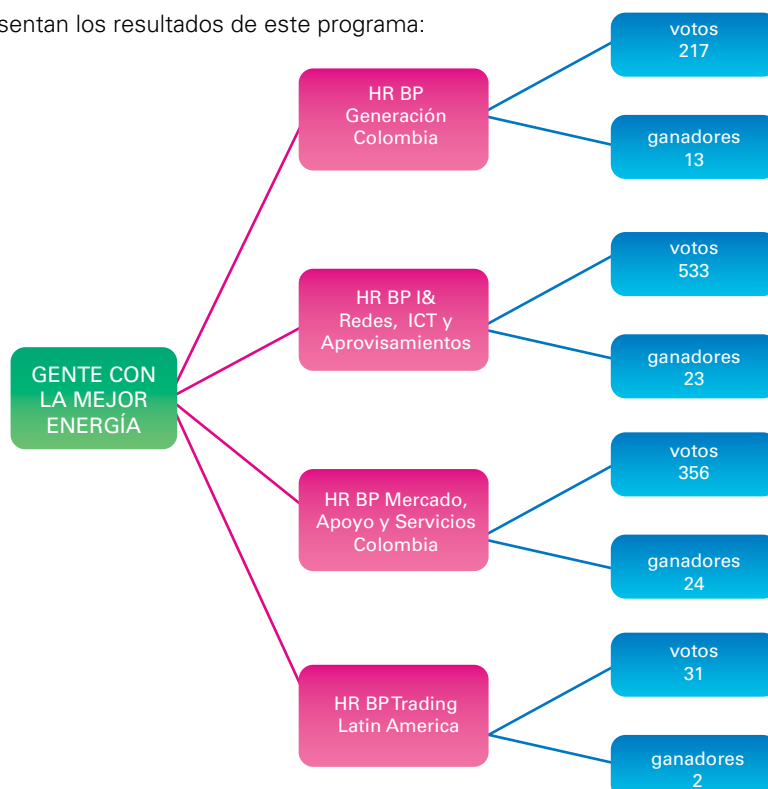 sentan los resultados de este programa:
votos
217
HR BP
Generación
Colombia
ganadores
13
votos
533
HR BP I&
Redes, ICT y
Aprovisamientos
ganadores
23
GENTE CON
LA MEJOR
ENERGÍA
votos
356
HR BP Mercado,
Apoyo y Servicios
Colombia
ganadores
24
votos
31
HR BP Trading
Latin America
ganadores
2